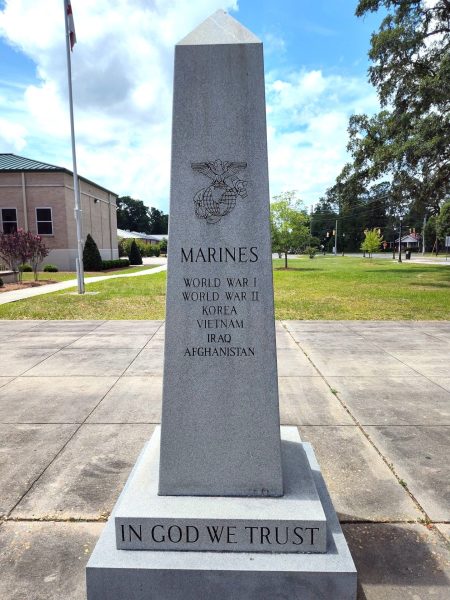 MARINES
WORLD WAR I
WORLD WAR II
KOREA
VIETNAM
IRAQ
AFGHANISTAN
IN GOD WE TRUST